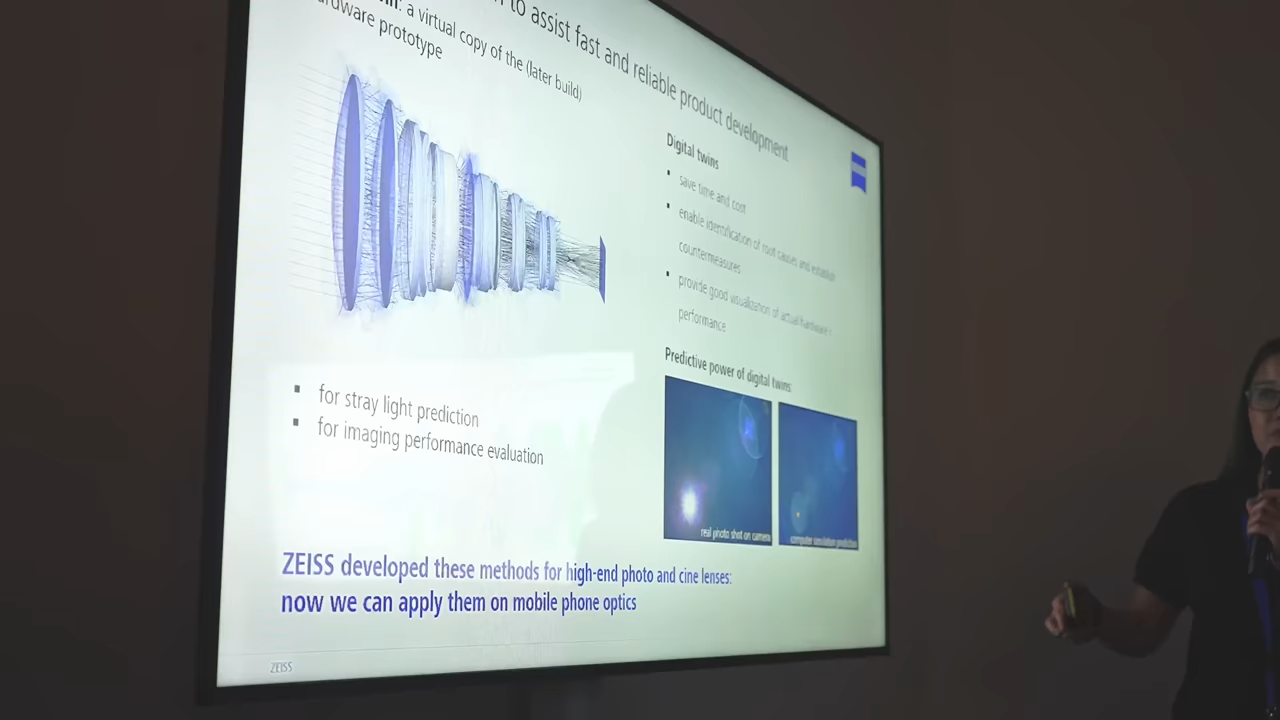 to assist fast and reliable product development
: a virtual copy of the (later build)
prototype
Digital twins
▪ save time and cost
▪ enable identification of root causes and establish
countermeasures
▪ provide good visualization of actual hardware
performance
Predictive power of digital twins:
real photo shot on camera
computer simulation prediction
▪ for stray light prediction
▪ for imaging performance evaluation
ZEISS developed these methods for high-end photo and cine lenses:
now we can apply them on mobile phone optics
ZEISS